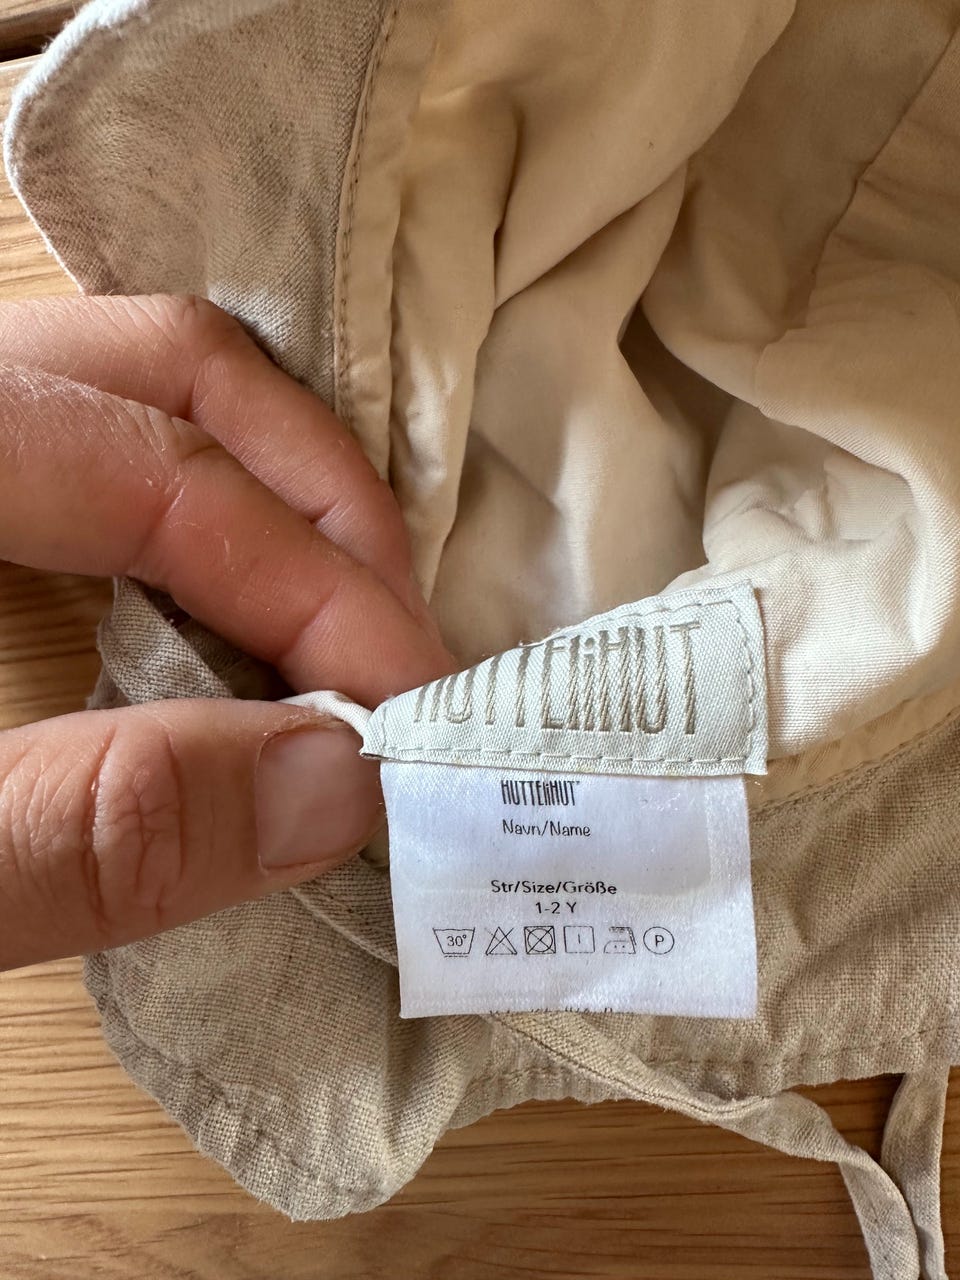 HUTTELiHUT
HUTTELiHUT
Navn/Name
Str/Size/Größe
1-2 Y
30°
P